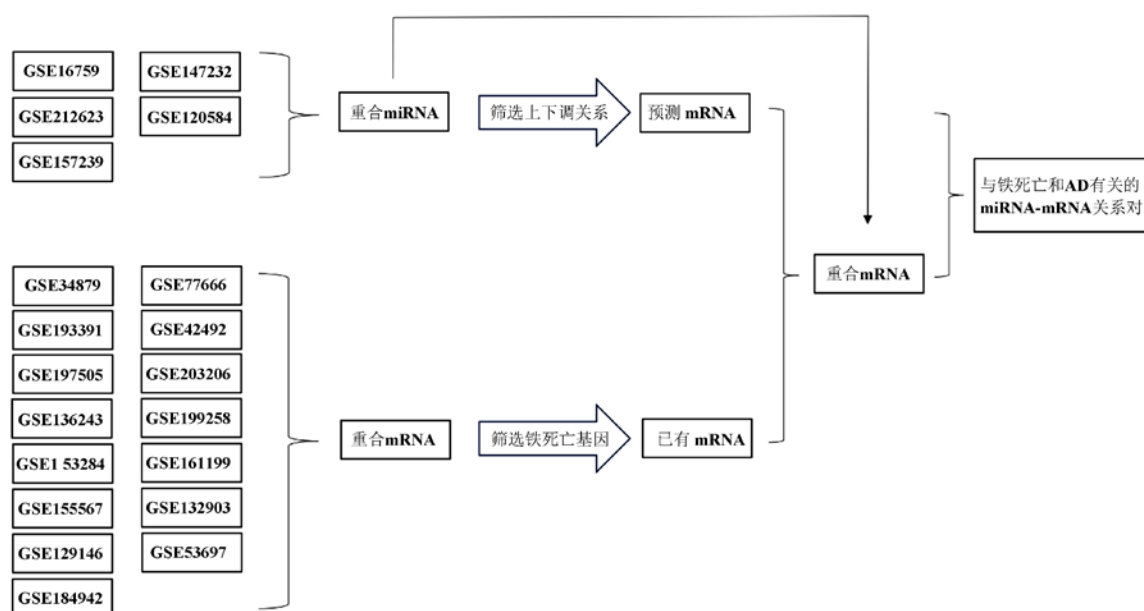 GSE16759
GSE147232
GSE212623
GSE120584
GSE157239
重合miRNA
筛选上下调关系
预测 mRNA
与铁死亡和AD有关的
miRNA-mRNA关系对
重合mRNA
GSE34879
GSE77666
GSE193391
GSE42492
GSE197505
GSE203206
GSE136243
GSE199258
GSE1 53284
GSE161199
GSE155567
GSE132903
GSE129146
GSE53697
GSE184942
重合mRNA
筛选铁死亡基因
已有 mRNA